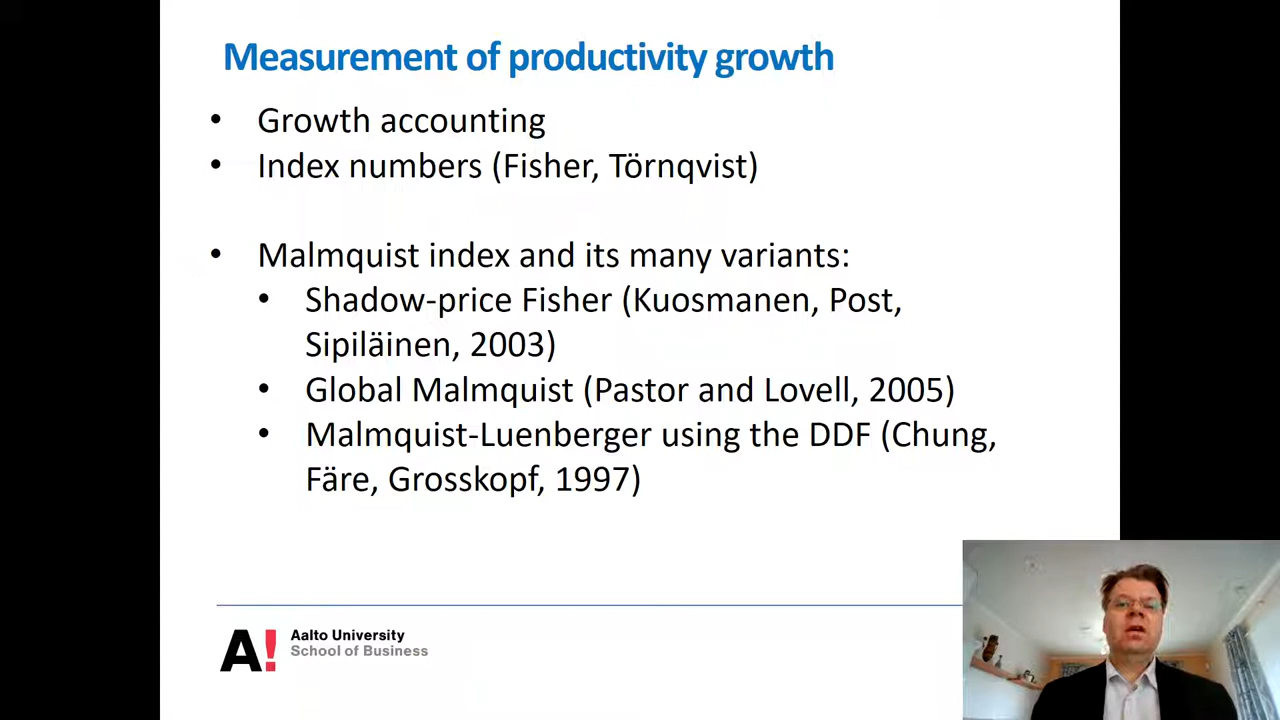 Measurement of productivity growth
• Growth accounting
• Index numbers (Fisher, Törnqvist)
• Malmquist index and its many variants:
• Shadow-price Fisher (Kuosmanen, Post,
Sipiläinen, 2003)
• Global Malmquist (Pastor and Lovell, 2005)
• Malmquist-Luenberger using the DDF (Chung,
Färe, Grosskopf, 1997)
A! Aalto University
School of Business